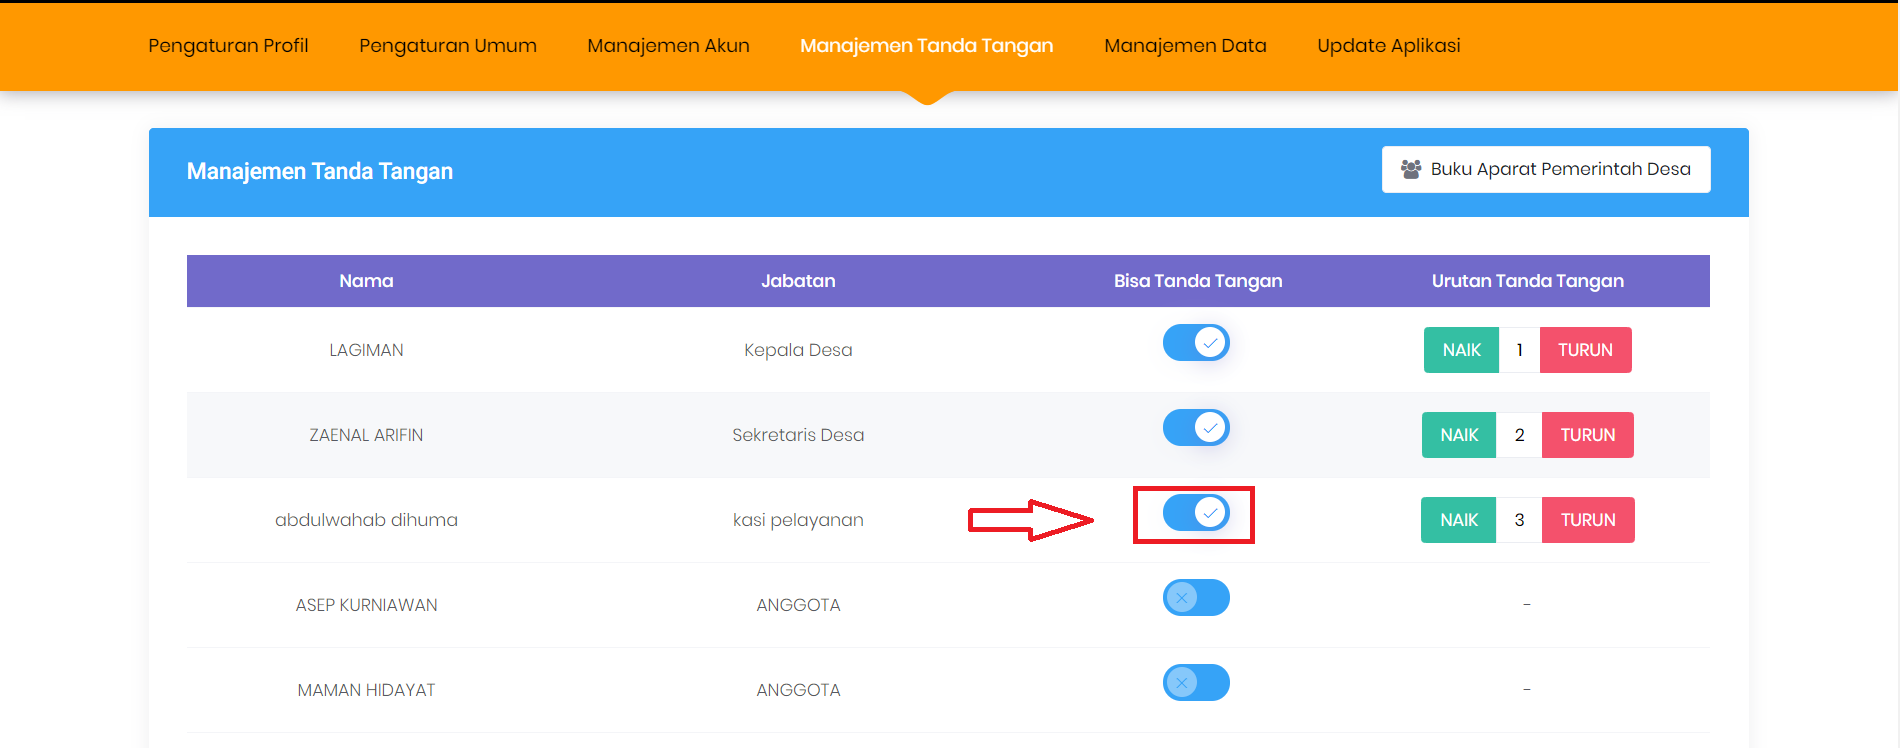 Pengaturan Profil Pengaturan Umum Manajemen Akun Manajemen Tanda Tangan Manajemen Data Update Aplikasi
Manajemen Tanda Tangan Buku Aparat Pemerintah Desa
Nama Jabatan Bisa Tanda Tangan Urutan Tanda Tangan
LAGIMAN Kepala Desa NAIK 1 TURUN
ZAENAL ARIFIN Sekretaris Desa NAIK 2 TURUN
abdulwahab dihuma kasi pelayanan NAIK 3 TURUN
ASEP KURNIAWAN ANGGOTA -
MAMAN HIDAYAT ANGGOTA -